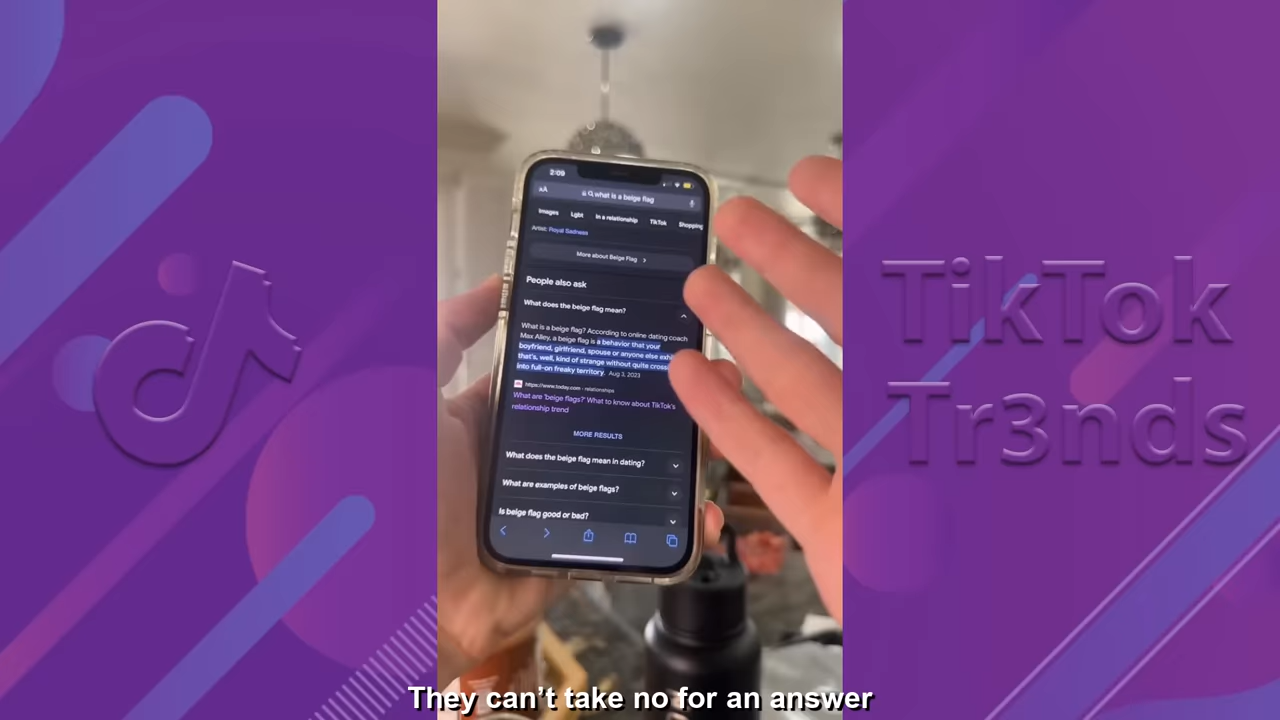 2:09
AA what is a beige flag
Images Lgbt In a relationship TikTok Shopping
Artist: Royal Sadness
More about Beige Flag
People also ask
What does the beige flag mean?
What is a beige flag? According to online dating coach
Max Alley, a beige flag is a behavior that your
boyfriend, girlfriend, spouse or anyone else
that's, well, kind of strange without quite
into full-on freaky territory. Aug 3, 2023
https://www.today.com › relationships
What are 'beige flags?' What to know about TikTok's
relationship trend
MORE RESULTS
What does the beige flag mean in dating?
What are examples of beige flags?
Is beige flag good or bad?
TikTok
Tr3nds
They can't take no for an answer